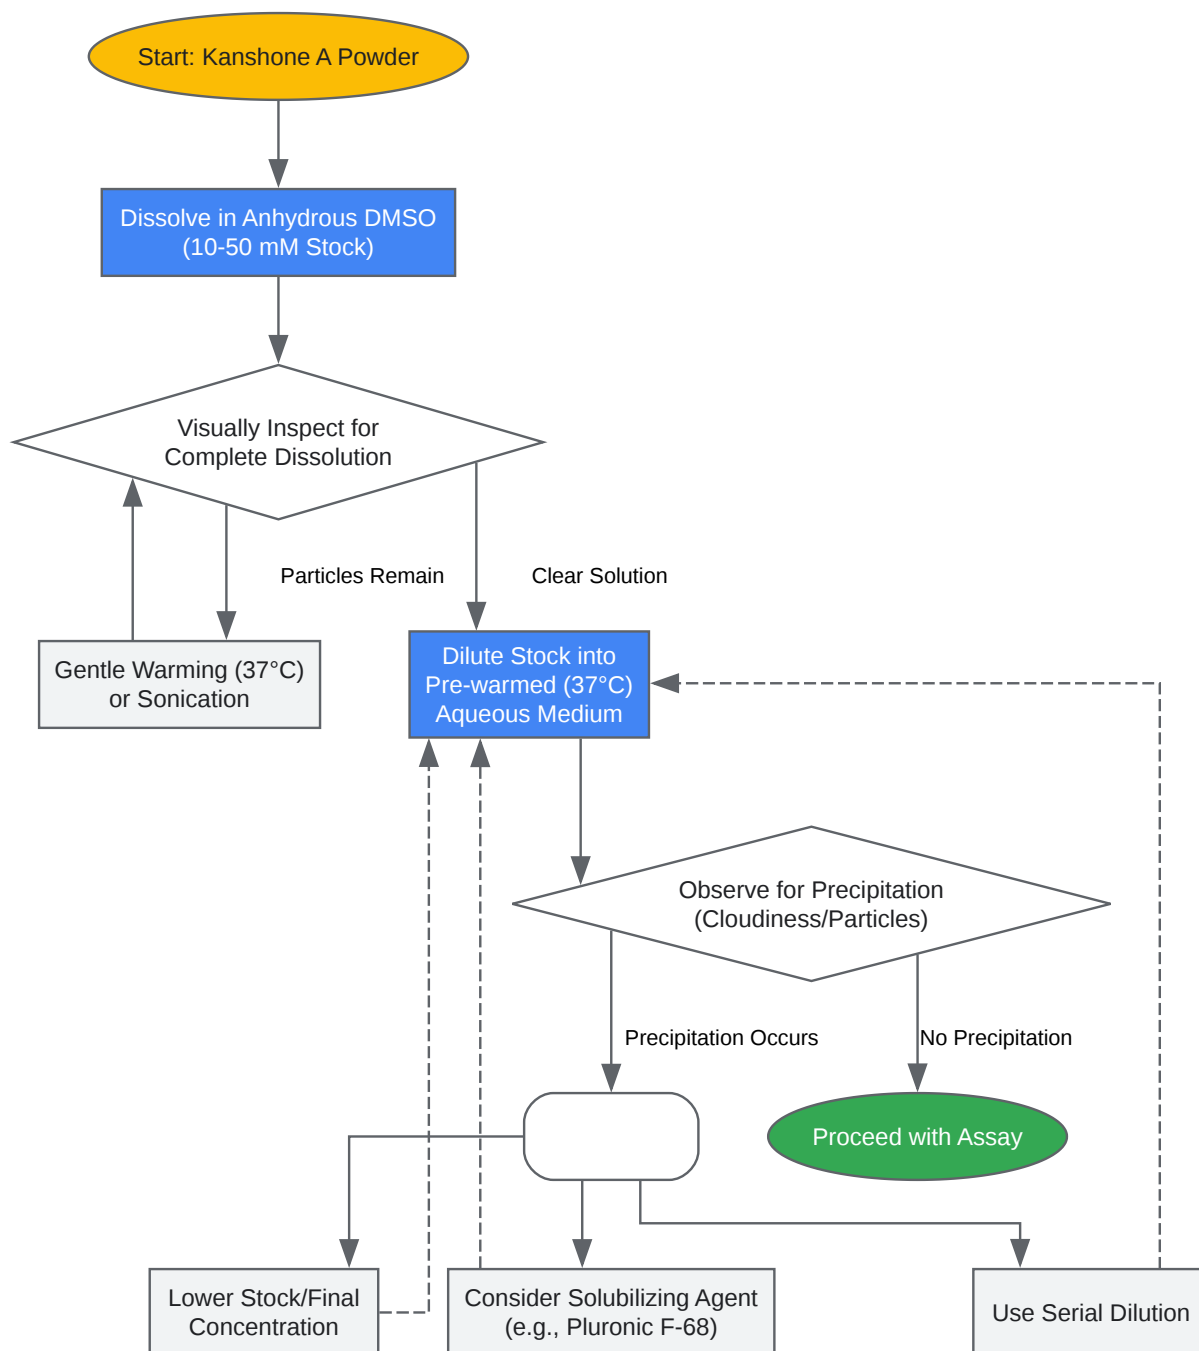 Start: Kanshone A Powder
Dissolve in Anhydrous DMSO
(10-50 mM Stock)
Visually Inspect for
Complete Dissolution
Particles Remain
Clear Solution
Gentle Warming (37°C)
or Sonication
Dilute Stock into
Pre-warmed (37°C)
Aqueous Medium
Observe for Precipitation
(Cloudiness/Particles)
Precipitation Occurs
No Precipitation
Proceed with Assay
Lower Stock/Final
Concentration
Consider Solubilizing Agent
(e.g., Pluronic F-68)
Use Serial Dilution